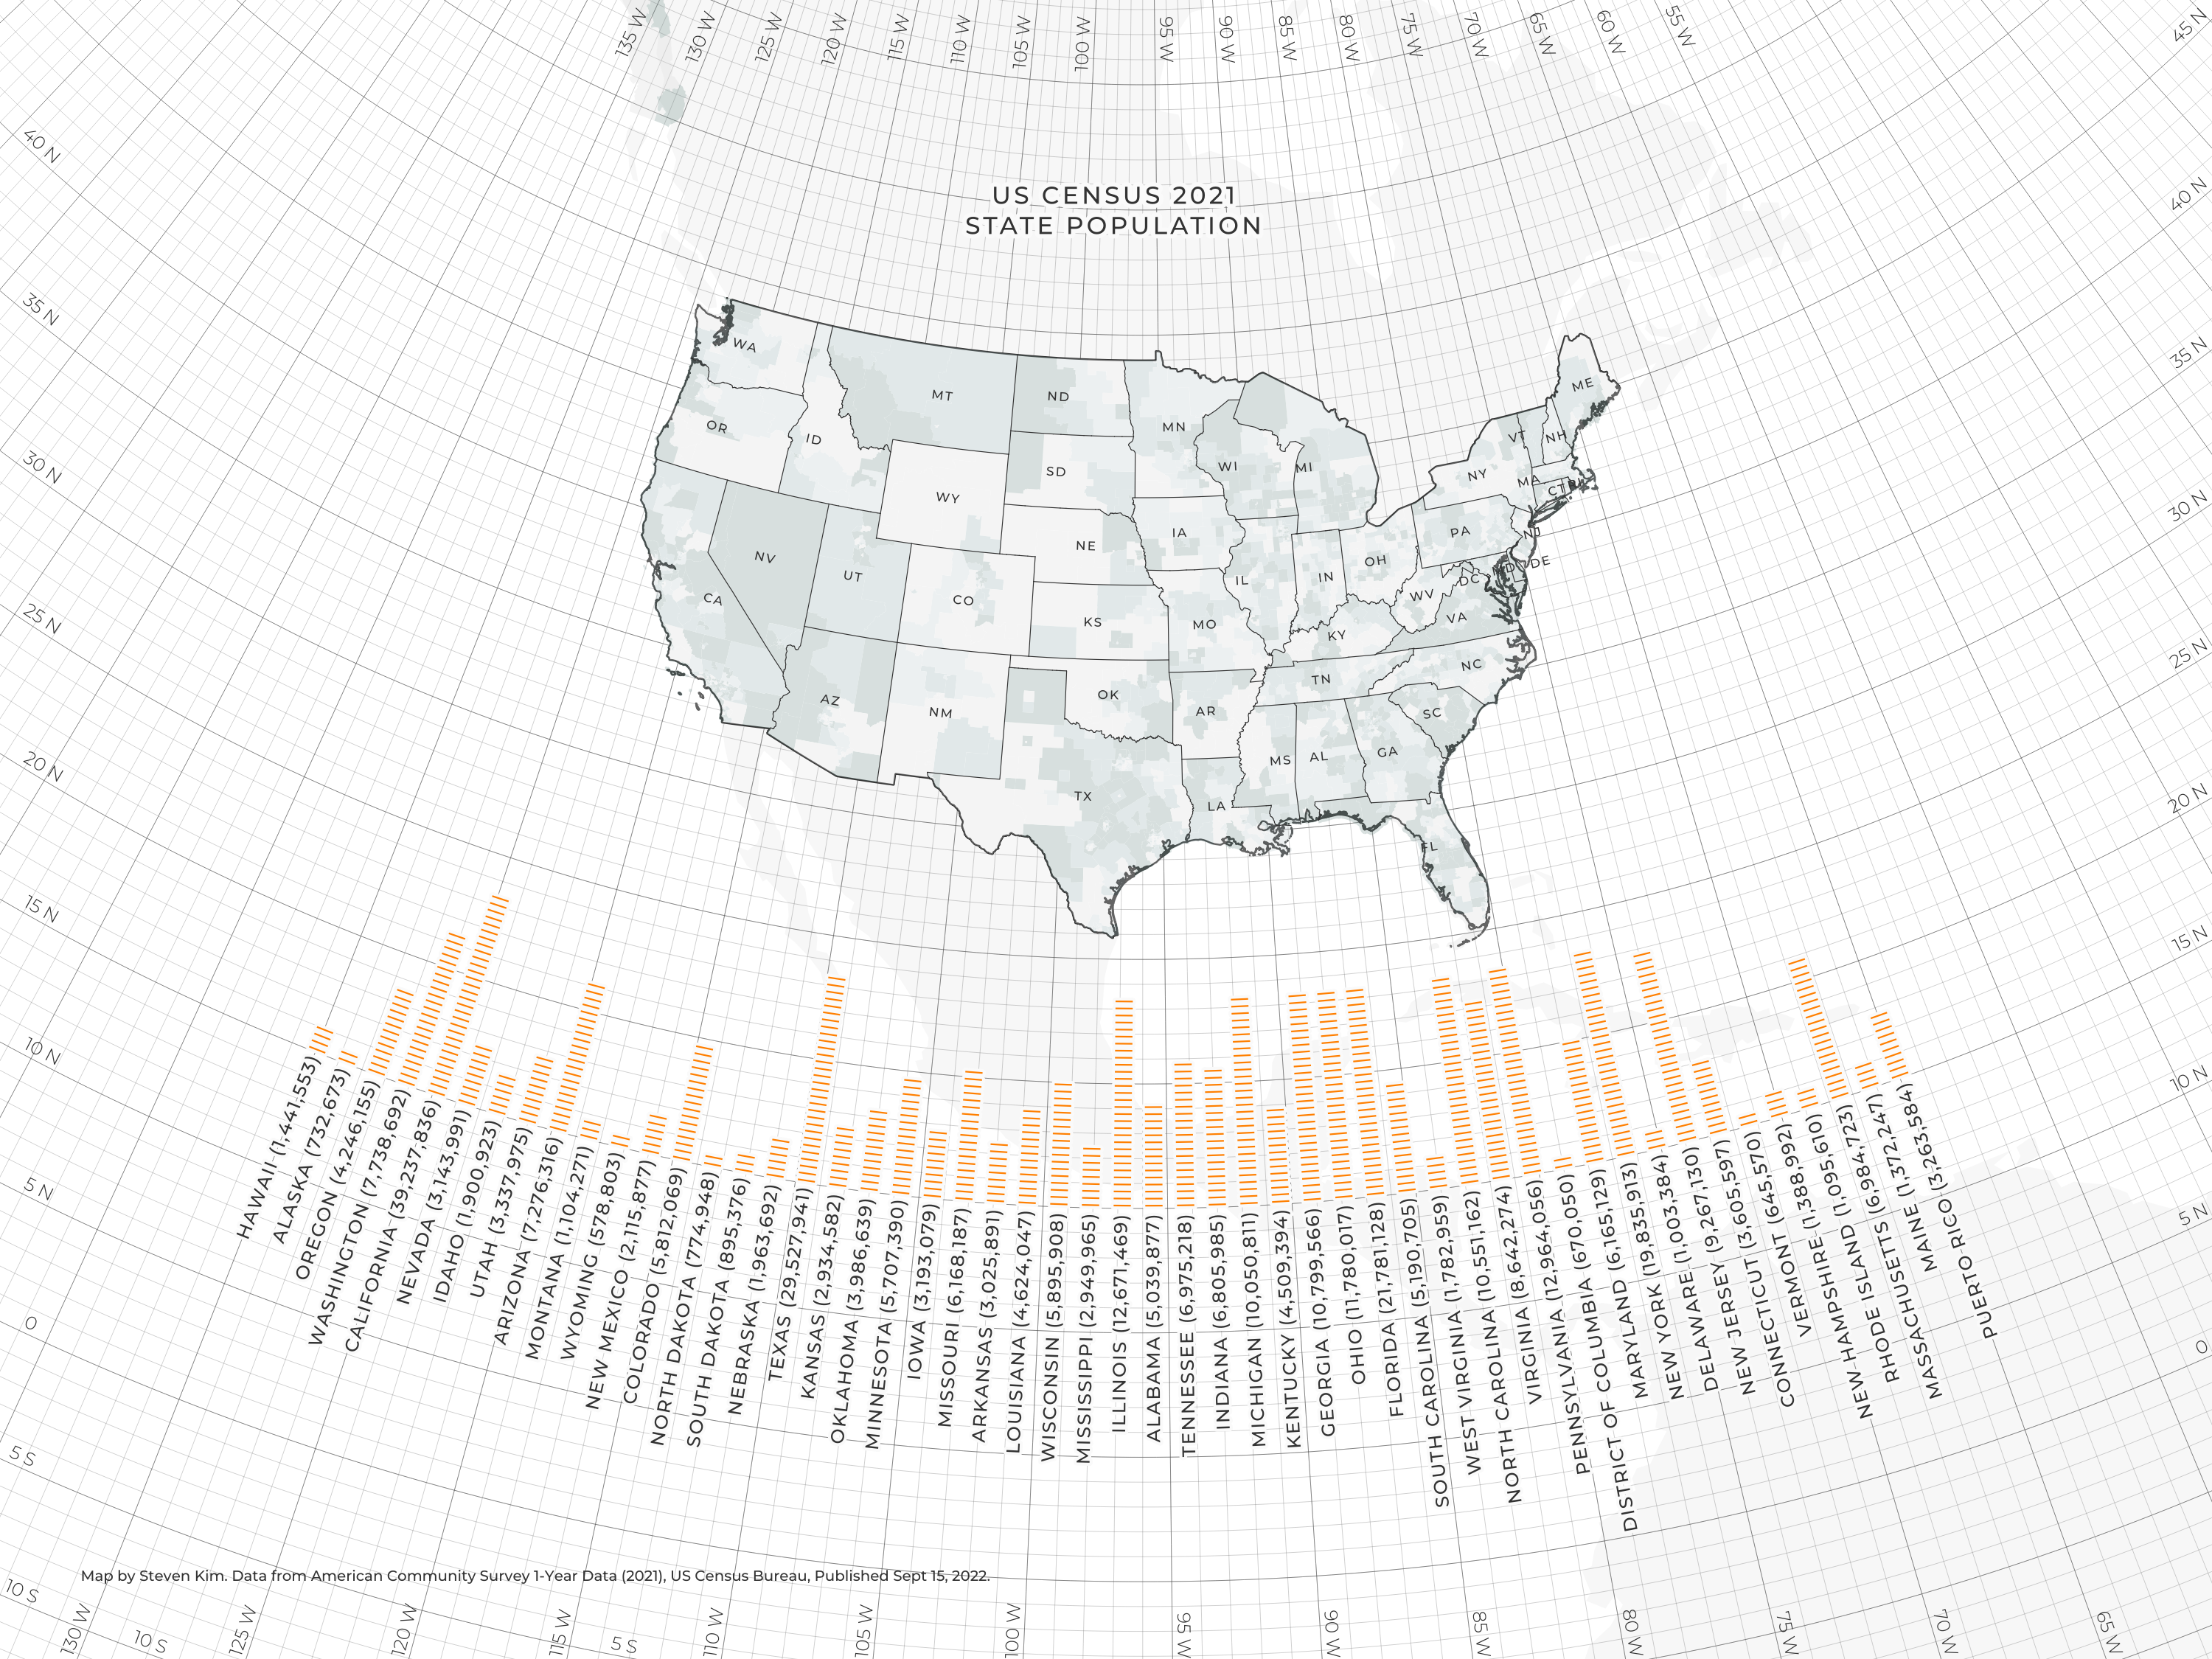 135 W
130 W
125 W
120 W
115 W
110 W
105 W
100 W
95 W
90 W
85 W
80 W
75 W
70 W
65 W
60 W
55 W
45 N
40 N
40 N
35 N
35 N
30 N
30 N
25 N
25 N
20 N
20 N
15 N
15 N
10 N
10 N
5 N
5 N
0
0
5 S
10 S
US CENSUS 2021
STATE POPULATION
WA
OR
CA
ID
NV
MT
WY
UT
AZ
CO
NM
ND
SD
NE
KS
OK
TX
MN
IA
MO
AR
LA
WI
IL
MI
IN
OH
KY
TN
MS
AL
GA
FL
SC
NC
VA
WV
DC
DE
NJ
PA
NY
VT
NH
ME
MA
CT
HAWAII (1,441,553)
ALASKA (732,673)
OREGON (4,246,155)
WASHINGTON (7,738,692)
CALIFORNIA (39,237,836)
NEVADA (3,143,991)
IDAHO (1,900,923)
UTAH (3,337,975)
ARIZONA (7,276,316)
MONTANA (1,104,271)
WYOMING (578,803)
NEW MEXICO (2,115,877)
COLORADO (5,812,069)
NORTH DAKOTA (774,948)
SOUTH DAKOTA (895,376)
NEBRASKA (1,963,692)
TEXAS (29,527,941)
KANSAS (2,934,582)
OKLAHOMA (3,986,639)
MINNESOTA (5,707,390)
IOWA (3,193,079)
MISSOURI (6,168,187)
ARKANSAS (3,025,891)
LOUISIANA (4,624,047)
WISCONSIN (5,895,908)
MISSISSIPPI (2,949,965)
ILLINOIS (12,671,469)
ALABAMA (5,039,877)
TENNESSEE (6,975,218)
INDIANA (6,805,985)
MICHIGAN (10,050,811)
KENTUCKY (4,509,394)
GEORGIA (10,799,566)
OHIO (11,780,017)
FLORIDA (21,781,128)
SOUTH CAROLINA (5,190,705)
WEST VIRGINIA (1,782,959)
NORTH CAROLINA (10,551,162)
VIRGINIA (8,642,274)
PENNSYLVANIA (12,964,056)
DISTRICT OF COLUMBIA (670,050)
MARYLAND (6,165,129)
NEW YORK (19,835,913)
DELAWARE (1,003,384)
NEW JERSEY (9,267,130)
CONNECTICUT (3,605,597)
VERMONT (645,570)
NEW HAMPSHIRE (1,388,992)
RHODE ISLAND (1,095,610)
MASSACHUSETTS (6,984,723)
MAINE (1,372,247)
PUERTO RICO (3,263,584)
Map by Steven Kim. Data from American Community Survey 1-Year Data (2021), US Census Bureau, Published Sept 15, 2022.
130 W
10 S
125 W
120 W
115 W
5 S
110 W
105 W
100 W
95 W
90 W
85 W
80 W
75 W
70 W
65 W